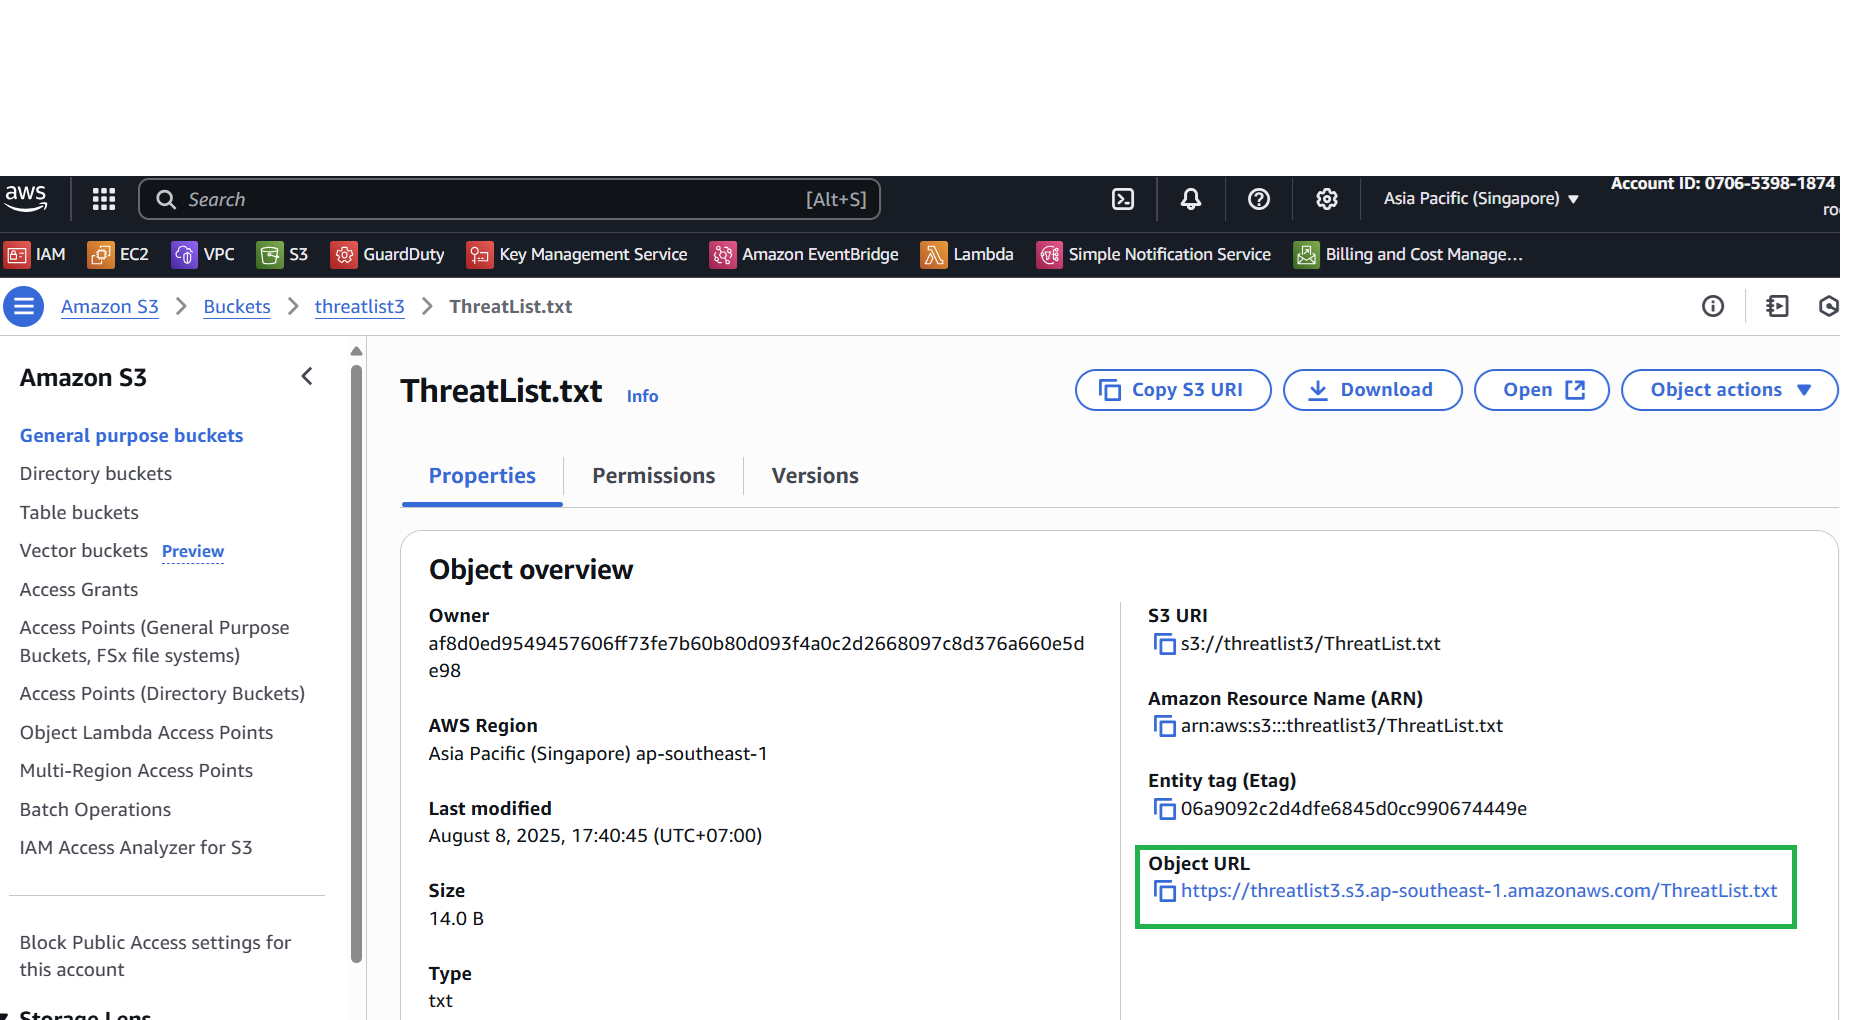 aws
Search [Alt+S]
Asia Pacific (Singapore)
Account ID: 0706-5398-1874
IAM EC2 VPC S3 GuardDuty Key Management Service Amazon EventBridge Lambda Simple Notification Service Billing and Cost Manage...
Amazon S3 > Buckets > threatlist3 > ThreatList.txt
Amazon S3
General purpose buckets
Directory buckets
Table buckets
Vector buckets Preview
Access Grants
Access Points (General Purpose
Buckets, FSx file systems)
Access Points (Directory Buckets)
Object Lambda Access Points
Multi-Region Access Points
Batch Operations
IAM Access Analyzer for S3
Block Public Access settings for
this account
Storage Lens
ThreatList.txt Info
Copy S3 URI Download Open Object actions
Properties Permissions Versions
Object overview
Owner
af8d0ed9549457606ff73fe7b60b80d093f4a0c2d2668097c8d376a660e5d
e98
AWS Region
Asia Pacific (Singapore) ap-southeast-1
Last modified
August 8, 2025, 17:40:45 (UTC+07:00)
Size
14.0 B
Type
txt
S3 URI
s3://threatlist3/ThreatList.txt
Amazon Resource Name (ARN)
arn:aws:s3:::threatlist3/ThreatList.txt
Entity tag (Etag)
06a9092c2d4dfe6845d0cc990674449e
Object URL
https://threatlist3.s3.ap-southeast-1.amazonaws.com/ThreatList.txt